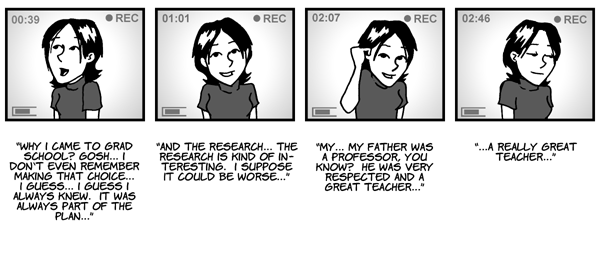 00:39 REC
"WHY I CAME TO GRAD
SCHOOL? GOSH... I
DON'T EVEN REMEMBER
MAKING THAT CHOICE...
I GUESS... I GUESS I
ALWAYS KNEW. IT WAS
ALWAYS PART OF THE
PLAN..."
01:01 REC
"AND THE RESEARCH... THE
RESEARCH IS KIND OF IN-
TERESTING. I SUPPOSE
IT COULD BE WORSE..."
02:07 REC
"MY... MY FATHER WAS
A PROFESSOR, YOU
KNOW? HE WAS VERY
RESPECTED AND A
GREAT TEACHER..."
02:46 REC
"...A REALLY GREAT
TEACHER..."